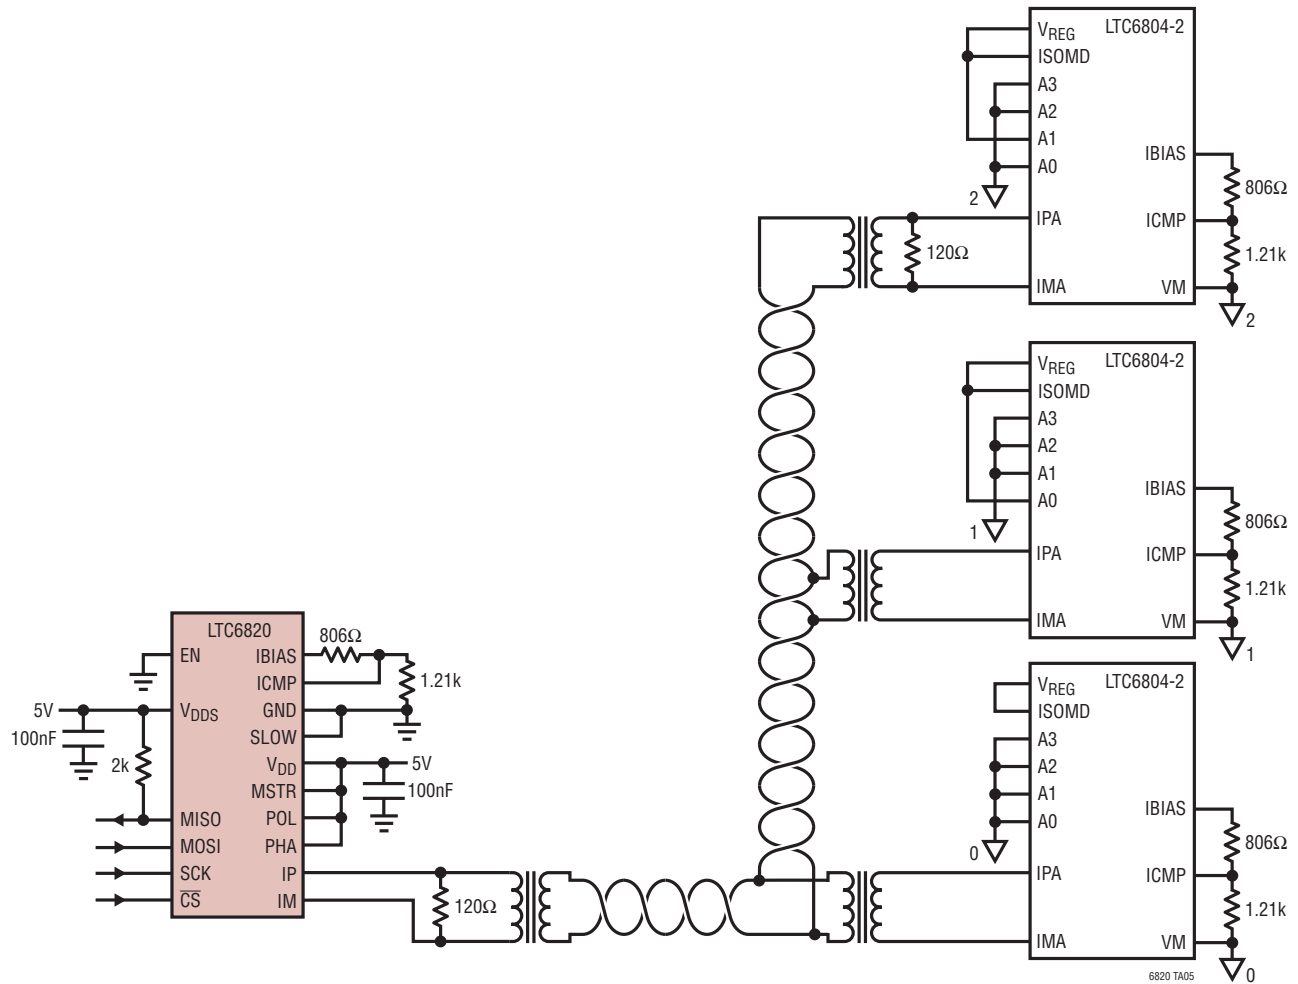 LTC6804-2
VREG
ISOMD
A3
A2
A1
A0
2
IPA
IMA
IBIAS
ICMP
VM
806Ω
1.21k
2
120Ω
LTC6804-2
VREG
ISOMD
A3
A2
A1
A0
1
IPA
IMA
IBIAS
ICMP
VM
806Ω
1.21k
1
LTC6804-2
VREG
ISOMD
A3
A2
A1
A0
0
IPA
IMA
IBIAS
ICMP
VM
806Ω
1.21k
0
LTC6820
EN
VDDS
MISO
MOSI
SCK
CS
IBIAS
ICMP
GND
SLOW
VDD
MSTR
POL
PHA
IP
IM
5V
100nF
2k
806Ω
1.21k
5V
100nF
120Ω
6820 TA05